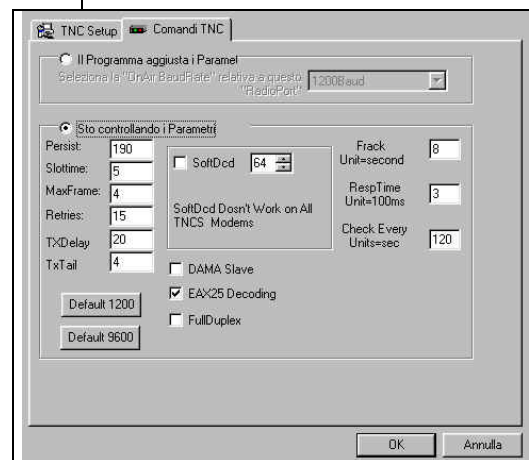 TNC Setup Comandi TNC
Il Programma aggiusta i Paramel
Seleziona la "OnAir BaudRate" relativa a questo
"RadioPort"
1200Baud
Sto controllando i Parametri
Persist: 190
Slottime: 5
MaxFrame: 4
Retries: 15
TXDelay 20
TxTail 4
SoftDcd 64
SoftDcd Dosn't Work on All
TNCS Modems
Frack
Unit=second 8
RespTime
Unit=100ms 3
Check Every
Units=sec 120
DAMA Slave
EAX25 Decoding
FullDuplex
Default 1200
Default 9600
OK Annulla